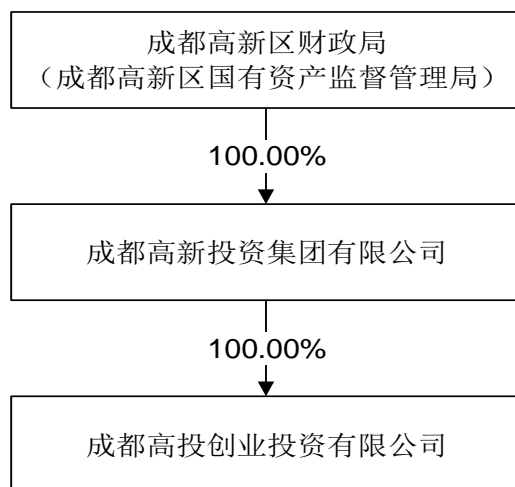 成都高新区财政局
（成都高新区国有资产监督管理局）
100.00%
成都高新投资集团有限公司
100.00%
成都高投创业投资有限公司